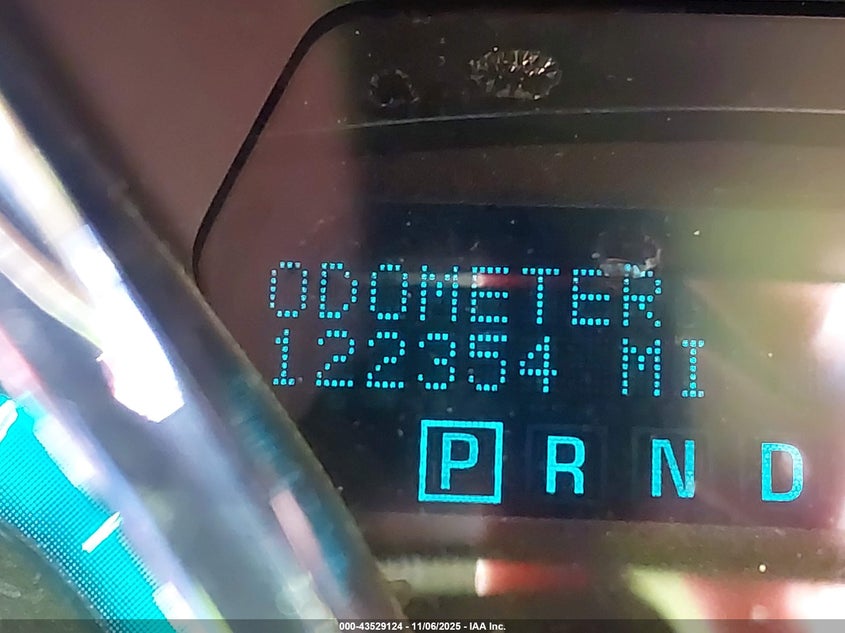 ODOMETER
122354 MI
P R N D
000-43529124 - 11/06/2025 - IAA Inc.